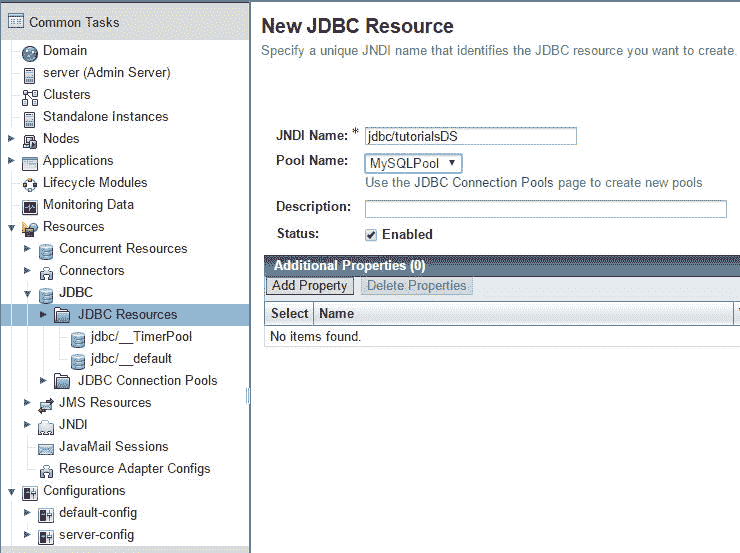 Common Tasks
Domain
server (Admin Server)
Clusters
Standalone Instances
Nodes
Applications
Lifecycle Modules
Monitoring Data
Resources
Concurrent Resources
Connectors
JDBC
JDBC Resources
jdbc/__TimerPool
jdbc/__default
JDBC Connection Pools
JMS Resources
JNDI
JavaMail Sessions
Resource Adapter Configs
Configurations
default-config
server-config
New JDBC Resource
Specify a unique JNDI name that identifies the JDBC resource you want to create.
JNDI Name: * jdbc/tutorialsDS
Pool Name: MySQLPool
Use the JDBC Connection Pools page to create new pools
Description:
Status: Enabled
Additional Properties (0)
Add Property Delete Properties
Select Name
No items found.